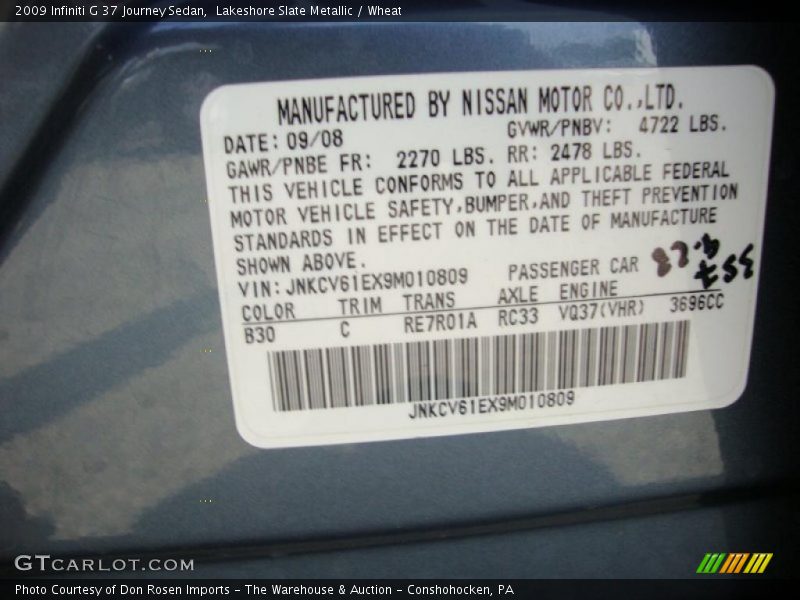 2009 Infiniti G 37 Journey Sedan, Lakeshore Slate Metallic / Wheat
MANUFACTURED BY NISSAN MOTOR CO.,LTD.
DATE: 09/08 GVWR/PNBV: 4722 LBS.
GAWR/PNBE FR: 2270 LBS. RR: 2478 LBS.
THIS VEHICLE CONFORMS TO ALL APPLICABLE FEDERAL
MOTOR VEHICLE SAFETY,BUMPER,AND THEFT PREVENTION
STANDARDS IN EFFECT ON THE DATE OF MANUFACTURE
SHOWN ABOVE.
VIN: JNKCV61EX9M010809 PASSENGER CAR
COLOR TRIM TRANS AXLE ENGINE
B30 C RE7R01A RC33 VQ37(VHR) 3696CC
JNKCV61EX9M010809
GTCARLOT.COM
Photo Courtesy of Don Rosen Imports - The Warehouse & Auction - Conshohocken, PA